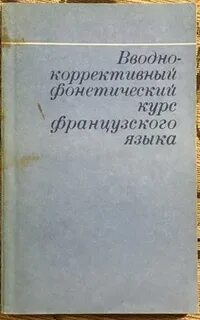 Вводно-
коррективный
фонетический
курс
французского
языка